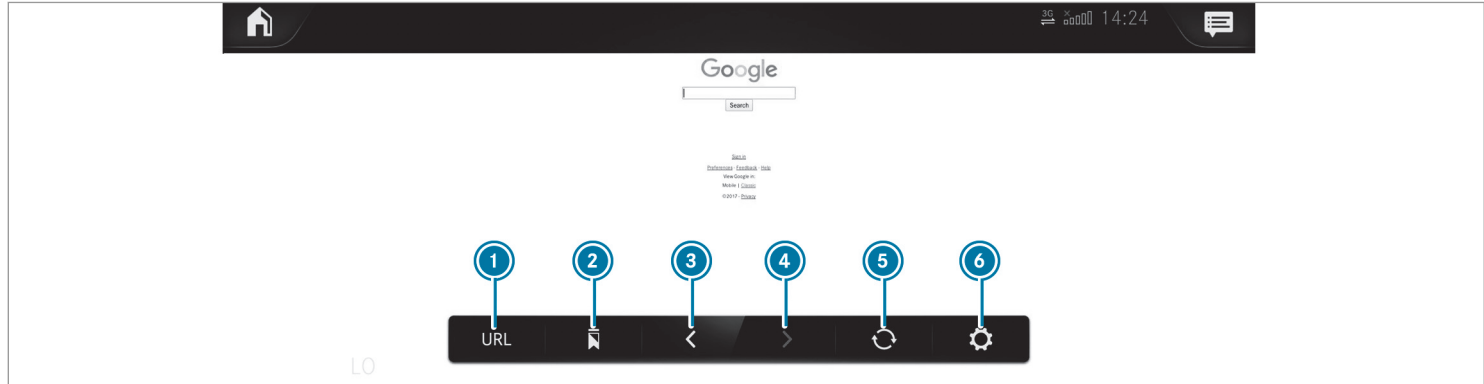 3G 14:24
Google
Search
Sign in
Preferences - Feedback - Help
View Google in:
Mobile | Classic
©2017 - Privacy
1 2 3 4 5 6
URL
LO